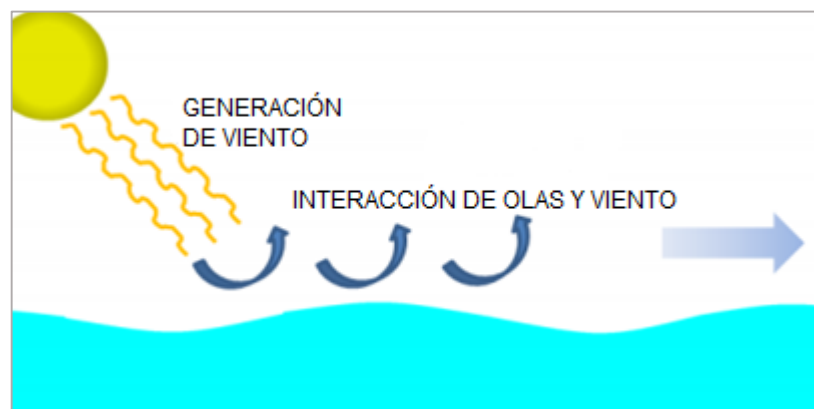 GENERACIÓN
DE VIENTO
INTERACCIÓN DE OLAS Y VIENTO